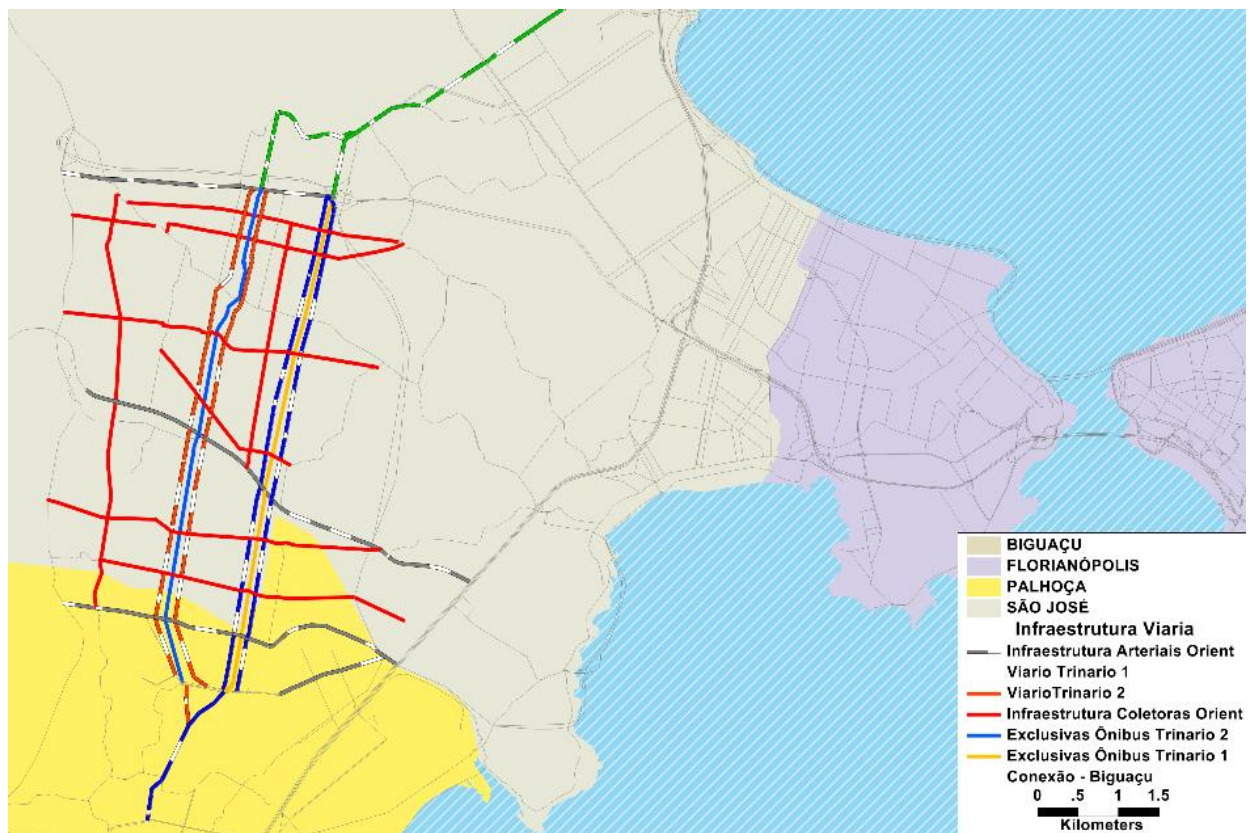 BIGUAÇU
FLORIANÓPOLIS
PALHOÇA
SÃO JOSÉ
Infraestrutura Viaria
Infraestrutura Arteriais Orient
Viario Trinario 1
ViarioTrinario 2
Infraestrutura Coletoras Orient
Exclusivas Ônibus Trinario 2
Exclusivas Ônibus Trinario 1
Conexão - Biguaçu
0 .5 1 1.5
Kilometers